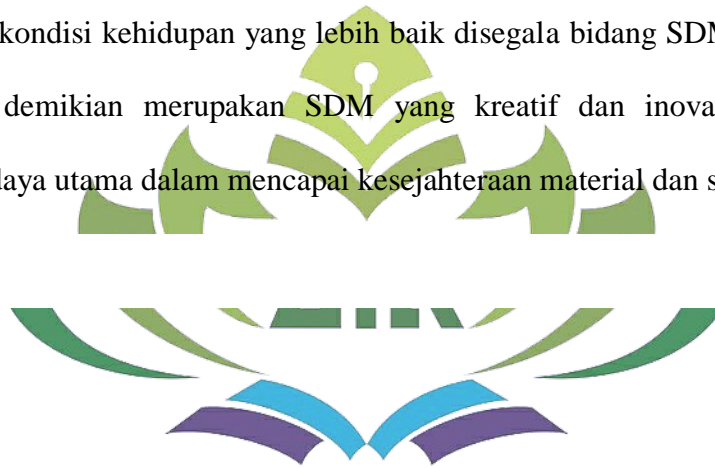 kondisi kehidupan yang lebih baik disegala bidang SDM
demikian merupakan SDM yang kreatif dan inova
daya utama dalam mencapai kesejahteraan material dan s